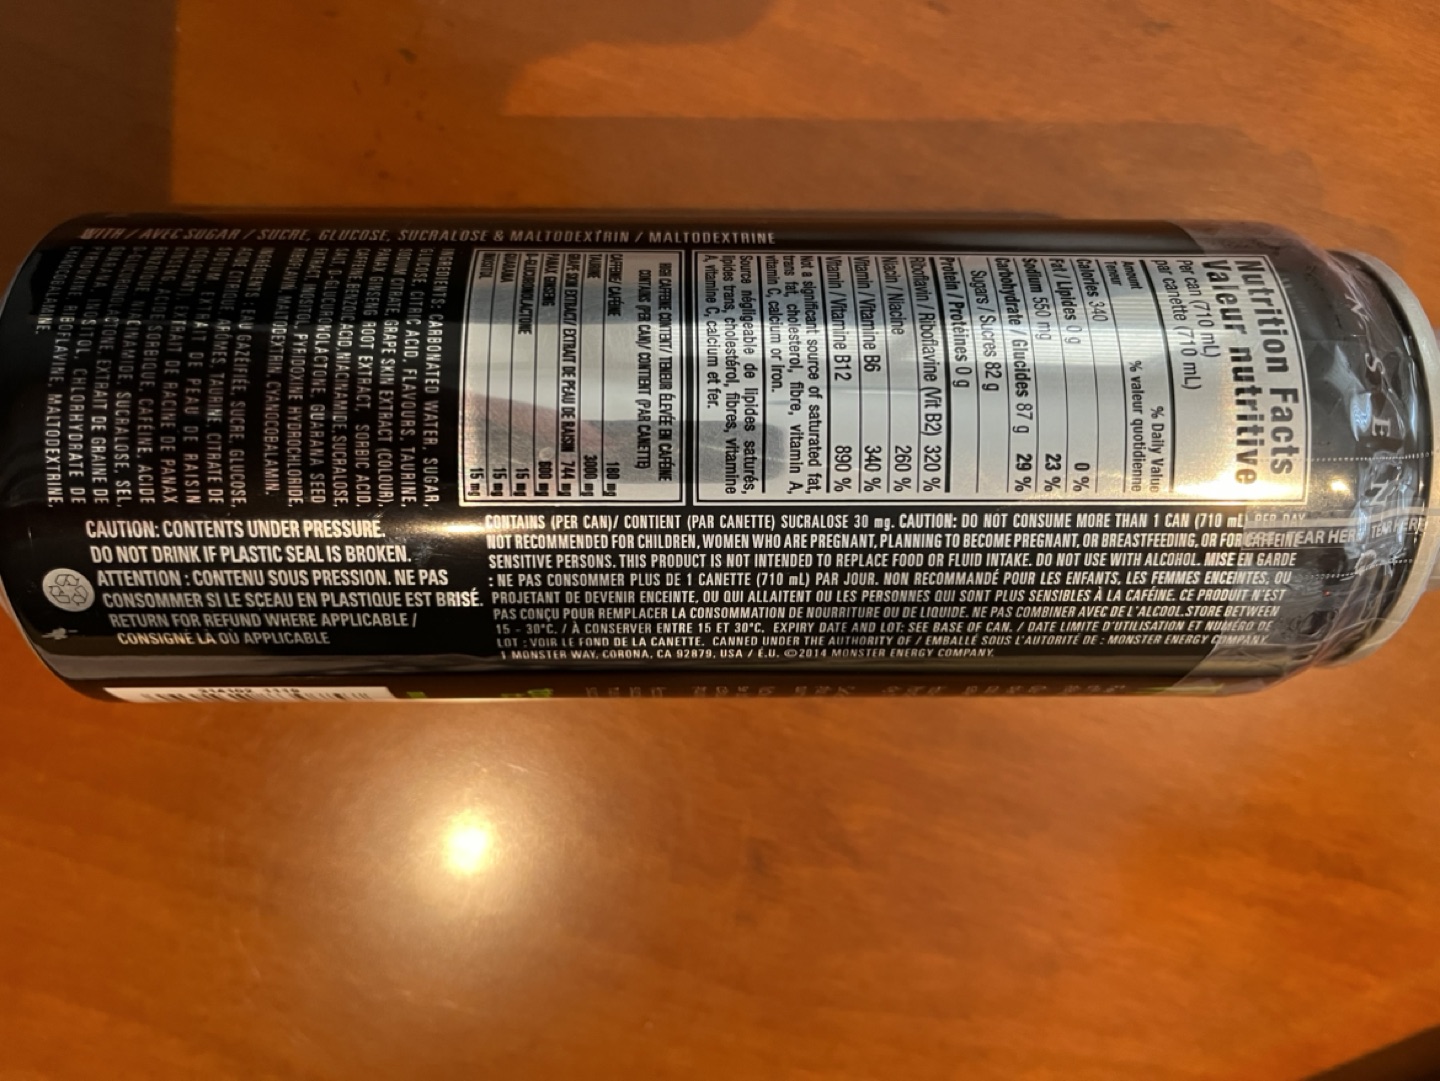 WITH / AVEC SUGAR / SUCRE, GLUCOSE, SUCRALOSE & MALTODEXTRIN / MALTODEXTRINE
Nutrition Facts
Valeur nutritive
Per can (710 mL)
par canette (710 mL)
Amount % Daily Value
Teneur % valeur quotidienne
Calories 340
Fat / Lipides 0 g 0 %
Sodium 550 mg 23 %
Carbohydrate / Glucides 87 g 29 %
Sugars / Sucres 82 g
Protein / Protéines 0 g
Riboflavin / Riboflavine (Vit B2) 320 %
Niacin / Niacine 260 %
Vitamin / Vitamine B6 340 %
Vitamin / Vitamine B12 890 %
Not a significant source of saturated fat,
trans fat, cholesterol, fibre, vitamin A,
vitamin C, calcium or iron.
Source négligeable de lipides saturés,
lipides trans, cholestérol, fibres, vitamine
A, vitamine C, calcium et fer.
HIGH CAFFEINE CONTENT/ TENEUR ÉLEVÉE EN CAFÉINE
CONTAINS (PER CAN)/ CONTIENT (PAR CANETTE)
CAFFEINE/ CAFÉINE
TAURINE 3000 mg
GRAPE SKIN EXTRACT/ EXTRAIT DE PEAU DE RAISIN 744 mg
PANAX GINSENG
GUARANA 15 mg
INOSITOL 15 mg
INGREDIENTS: CARBONATED WATER, SUGAR,
GLUCOSE, CITRIC ACID, FLAVOURS, TAURINE,
SODIUM CITRATE, GRAPE SKIN EXTRACT (COLOUR),
PANAX GINSENG ROOT EXTRACT, SORBIC ACID,
BENZOIC ACID, NIACINAMIDE, SUCRALOSE,
GLUCURONOLACTONE, GUARANA SEED
EXTRACT, INOSITOL, PYRIDOXINE HYDROCHLORIDE,
RIBOFLAVIN, MALTODEXTRIN, CYANOCOBALAMIN.
EAU GAZÉIFIÉE, SUCRE, GLUCOSE,
ACIDE CITRIQUE, ARÔMES, TAURINE, CITRATE DE
EXTRAIT DE PEAU DE RAISIN
EXTRAIT DE RACINE DE PANAX
SORBIQUE, CAFÉINE, ACIDE
SUCRALOSE, SEL,
EXTRAIT DE GRAINE DE
INOSITOL, CHLORHYDRATE DE
RIBOFLAVINE, MALTODEXTRINE,
CYANOCOBALAMINE.
CONTAINS (PER CAN)/ CONTIENT (PAR CANETTE) SUCRALOSE 30 mg. CAUTION: DO NOT CONSUME MORE THAN 1 CAN (710 mL) PER DAY.
NOT RECOMMENDED FOR CHILDREN, WOMEN WHO ARE PREGNANT, PLANNING TO BECOME PREGNANT, OR BREASTFEEDING, OR FOR CAFFEINE
SENSITIVE PERSONS. THIS PRODUCT IS NOT INTENDED TO REPLACE FOOD OR FLUID INTAKE. DO NOT USE WITH ALCOHOL. MISE EN GARDE
: NE PAS CONSOMMER PLUS DE 1 CANETTE (710 mL) PAR JOUR. NON RECOMMANDÉ POUR LES ENFANTS, LES FEMMES ENCEINTES, OU
PROJETANT DE DEVENIR ENCEINTE, OU QUI ALLAITENT OU LES PERSONNES QUI SONT PLUS SENSIBLES À LA CAFÉINE. CE PRODUIT N'EST
PAS CONÇU POUR REMPLACER LA CONSOMMATION DE NOURRITURE OU DE LIQUIDE. NE PAS COMBINER AVEC DE L'ALCOOL. STORE BETWEEN
15 - 30°C. / À CONSERVER ENTRE 15 ET 30°C. EXPIRY DATE AND LOT: SEE BASE OF CAN. / DATE LIMITE D'UTILISATION ET NUMÉRO DE
LOT : VOIR LE FOND DE LA CANETTE. CANNED UNDER THE AUTHORITY OF / EMBALLÉ SOUS L'AUTORITÉ DE : MONSTER ENERGY COMPANY
1 MONSTER WAY, CORONA, CA 92879, USA / É.U. ©2014 MONSTER ENERGY COMPANY.
CAUTION: CONTENTS UNDER PRESSURE.
DO NOT DRINK IF PLASTIC SEAL IS BROKEN.
ATTENTION : CONTENU SOUS PRESSION. NE PAS
CONSOMMER SI LE SCEAU EN PLASTIQUE EST BRISÉ.
RETURN FOR REFUND WHERE APPLICABLE /
CONSIGNÉ LÀ OÙ APPLICABLE
TEAR HERE